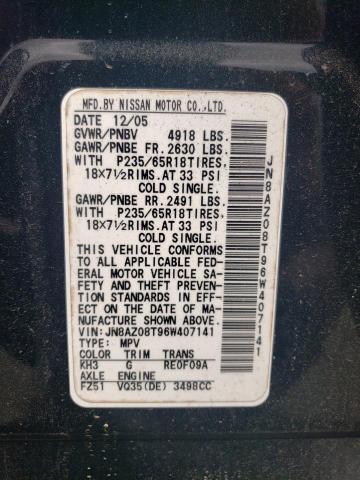 MFD.BY NISSAN MOTOR CO.,LTD.
DATE 12/05
GVWR/PNBV 4918 LBS.
GAWR/PNBE FR. 2630 LBS.
WITH P235/65R18TIRES,
18X7½RIMS.AT 33 PSI
COLD SINGLE.
GAWR/PNBE RR. 2491 LBS.
WITH P235/65R18TIRES,
18X7½RIMS.AT 33 PSI
COLD SINGLE.
THIS VEHICLE CONFORMS
TO ALL APPLICABLE FED-
ERAL MOTOR VEHICLE SA-
FETY AND THEFT PREVENTION
STANDARDS IN EFFECT
ON THE DATE OF MA-
NUFACTURE SHOWN ABOVE.
VIN:JN8AZ08T96W407141
TYPE: MPV
COLOR TRIM TRANS
KH3 G RE0F09A
AXLE ENGINE
FZ51 VQ35(DE) 3498CC
JN8AZ08T96W407141